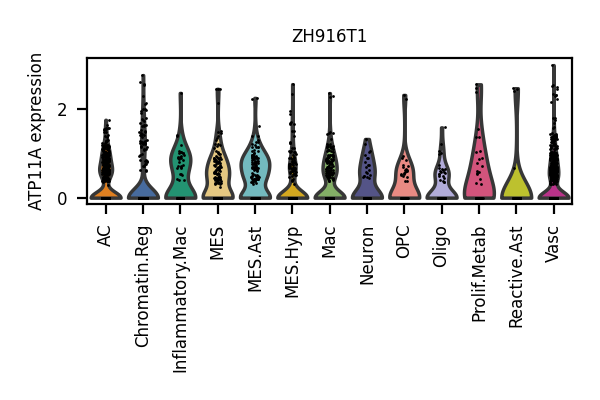 ZH916T1
ATP11A expression
2
0
AC
Chromatin.Reg
Inflammatory.Mac
MES
MES.Ast
MES.Hyp
Mac
Neuron
OPC
Oligo
Prolif.Metab
Reactive.Ast
Vasc